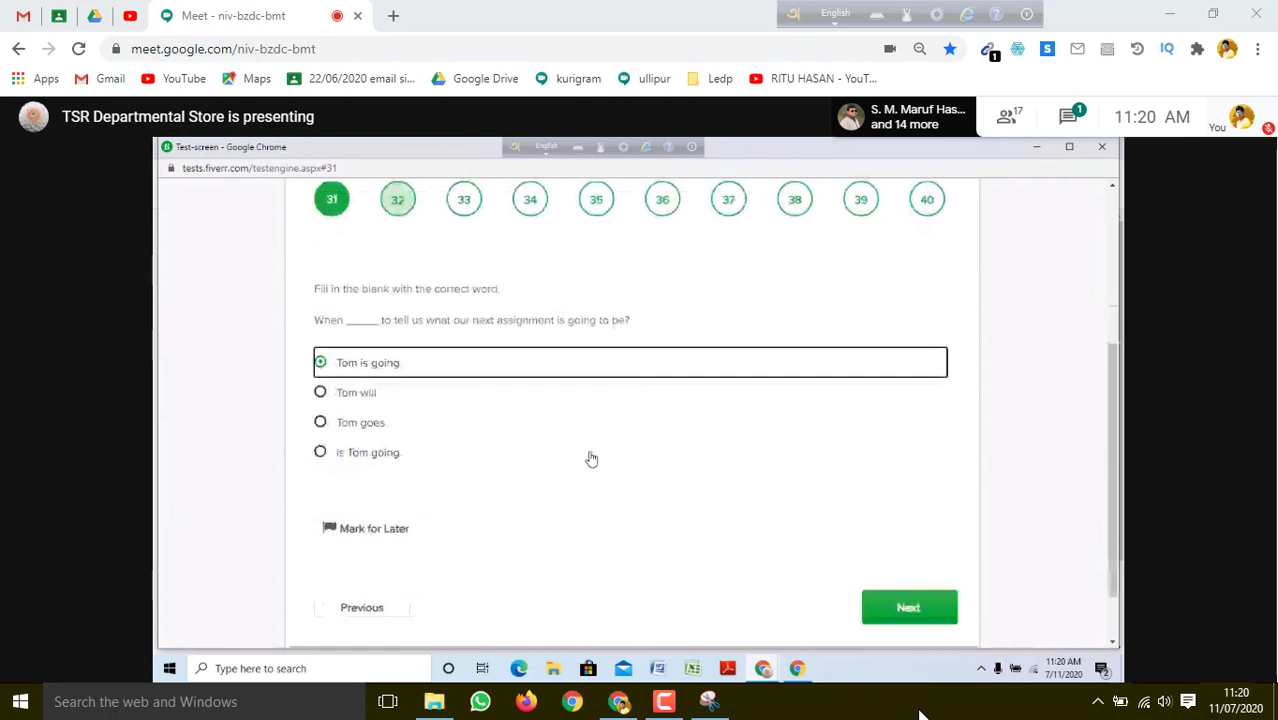 Meet - niv-bzdc-bmt
English
meet.google.com/niv-bzdc-bmt
1
S
IQ
Apps
Gmail
YouTube
Maps
22/06/2020 email si...
Google Drive
kurigram
ullipur
Ledp
RITU HASAN - YouT...
TSR Departmental Store is presenting
S. M. Maruf Has...
and 14 more
17
1
11:20 AM
You
Test-screen - Google Chrome
English
tests.fiverr.com/testengine.aspx#31
31 32 33 34 35 36 37 38 39 40
Fill in the blank with the correct word.
When ______ to tell us what our next assignment is going to be?
Tom is going
Tom will
Tom goes
is Tom going
Mark for Later
Previous
Next
Type here to search
11:20 AM
7/11/2020
2
Search the web and Windows
11:20
11/07/2020